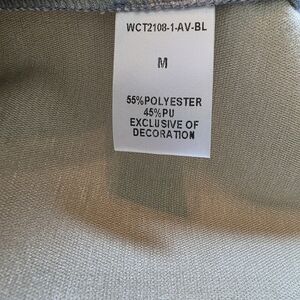 WCT2108-1-AV-BL
M
55%POLYESTER
45%PU
EXCLUSIVE OF
DECORATION